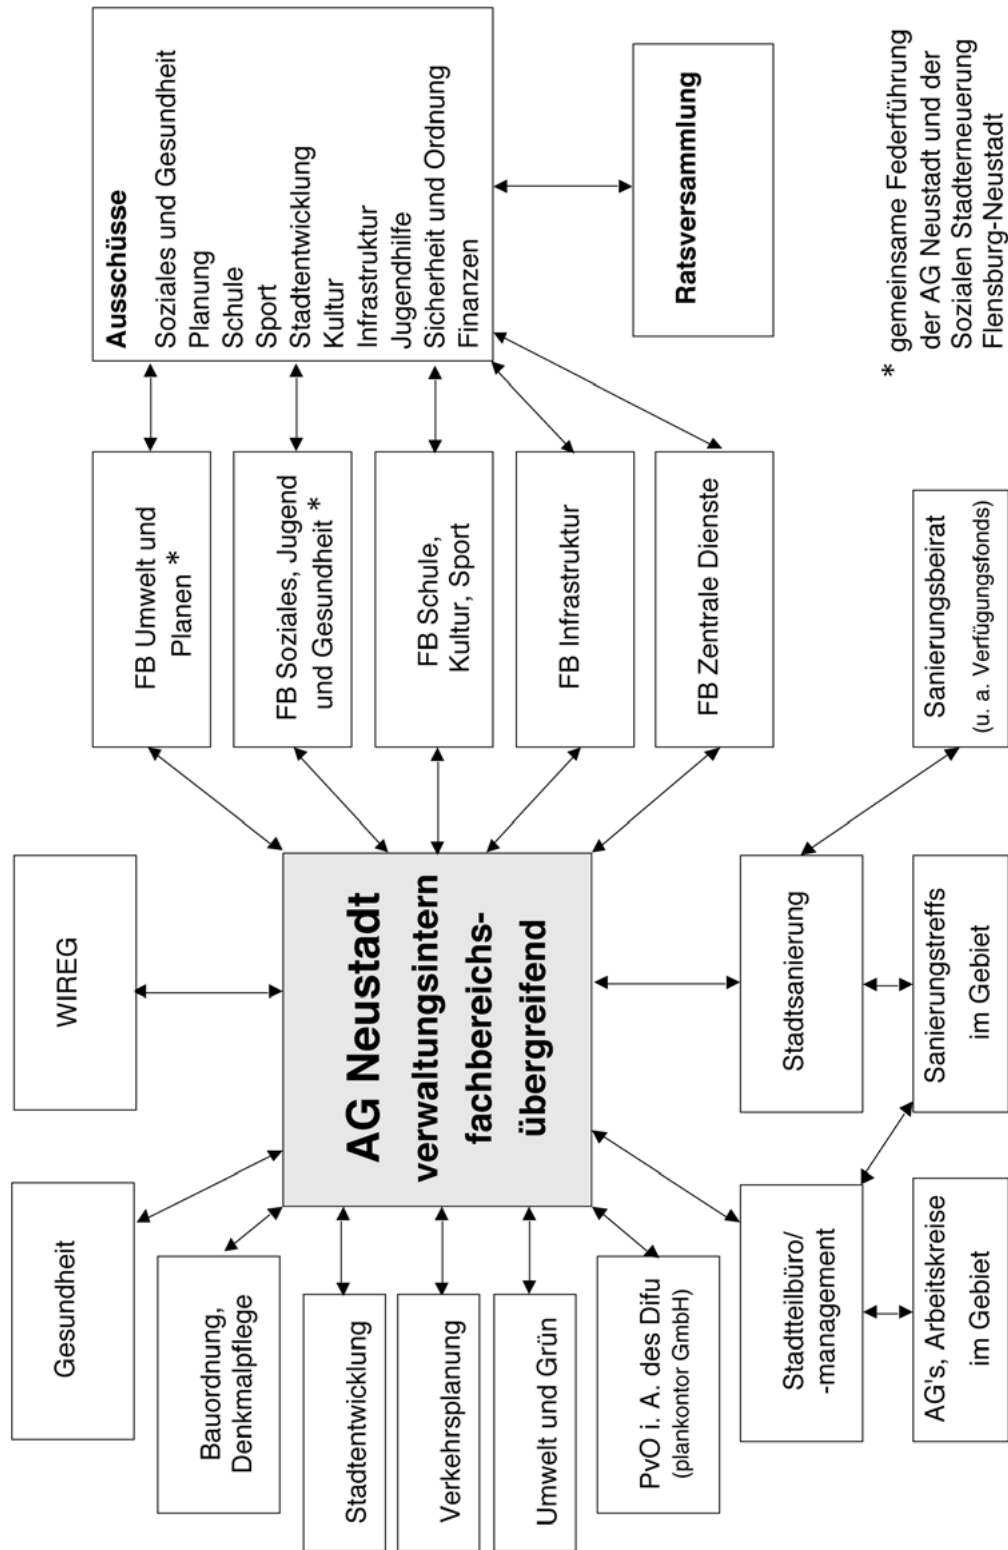 Gesundheit
WIREG
Bauordnung,
Denkmalpflege
Stadtentwicklung
Verkehrsplanung
Umwelt und Grün
PvO i. A. des Difu
(plankontor GmbH)
AG Neustadt
verwaltungsintern
fachbereichs-
übergreifend
FB Umwelt und
Planen *
FB Soziales, Jugend
und Gesundheit *
FB Schule,
Kultur, Sport
FB Infrastruktur
FB Zentrale Dienste
Ausschüsse
Soziales und Gesundheit
Planung
Schule
Sport
Stadtentwicklung
Kultur
Infrastruktur
Jugendhilfe
Sicherheit und Ordnung
Finanzen
Ratsversammlung
Stadtteilbüro/
-management
Stadtsanierung
AG's, Arbeitskreise
im Gebiet
Sanierungstreffs
im Gebiet
Sanierungsbeirat
(u. a. Verfügungsfonds)
* gemeinsame Federführung
der AG Neustadt und der
Sozialen Stadterneuerung
Flensburg-Neustadt